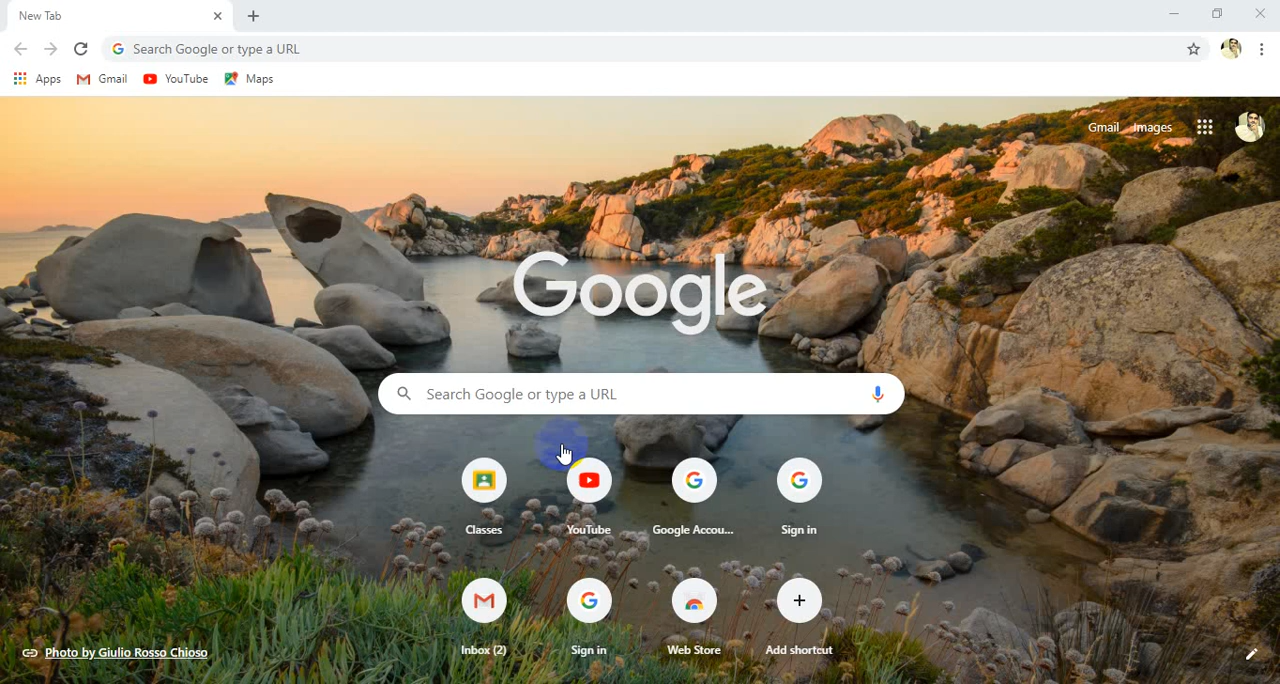 New Tab
Search Google or type a URL
Apps Gmail YouTube Maps
Gmail Images
Google
Search Google or type a URL
Classes YouTube Google Accou... Sign in
Inbox (2) Sign in Web Store Add shortcut
Photo by Giulio Rosso Chioso